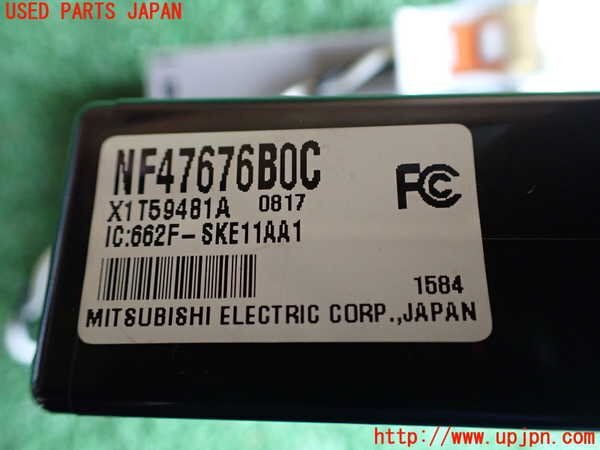 USED PARTS JAPAN
NF47676B0C
FC
X1T59481A 0817
IC:662F-SKE11AA1
1584
MITSUBISHI ELECTRIC CORP.,JAPAN
http://www.upjpn.com/